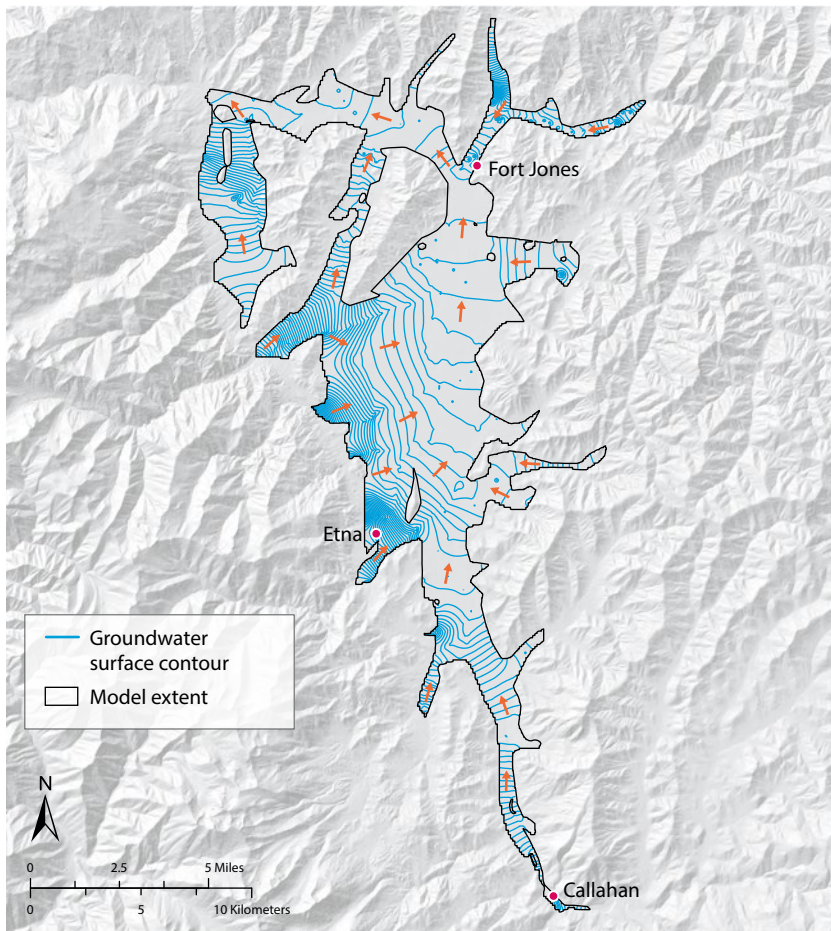 Fort Jones
Etna
Groundwater
surface contour
Model extent
N
0 2.5 5 Miles
0 5 10 Kilometers
Callahan